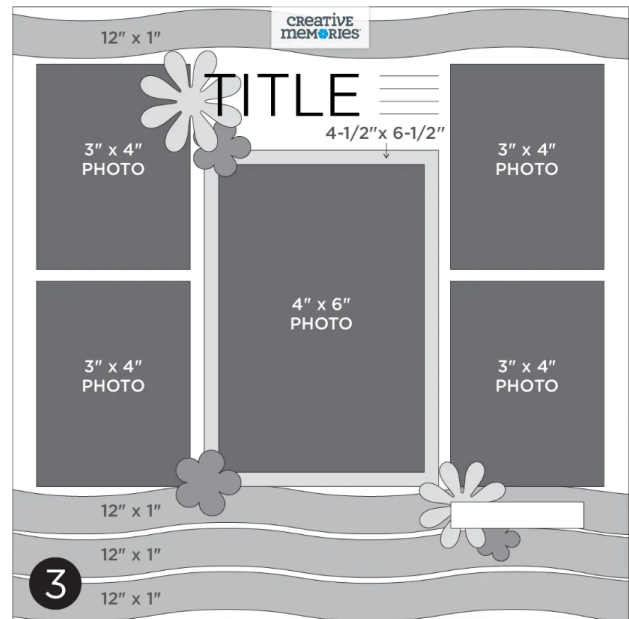 CREATIVE
MEMORIES
12" x 1"
TITLE
4-1/2"x 6-1/2"
3" x 4"
PHOTO
3" x 4"
PHOTO
4" x 6"
PHOTO
3" x 4"
PHOTO
3" x 4"
PHOTO
12" x 1"
12" x 1"
3
12" x 1"